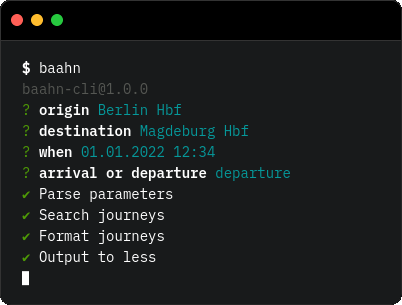 $ baahn
baahn-cli@1.0.0
? origin Berlin Hbf
? destination Magdeburg Hbf
? when 01.01.2022 12:34
? arrival or departure departure
✔ Parse parameters
✔ Search journeys
✔ Format journeys
✔ Output to less